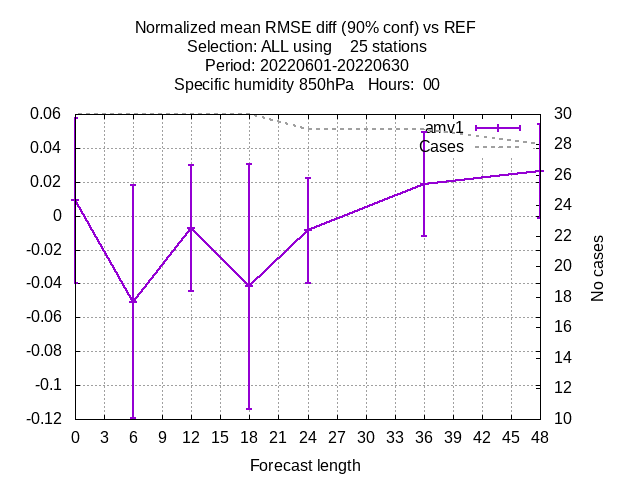 Normalized mean RMSE diff (90% conf) vs REF
Selection: ALL using    25 stations
Period: 20220601-20220630
Specific humidity 850hPa   Hours:  00
0.06
0.04
0.02
0
-0.02
-0.04
-0.06
-0.08
-0.1
-0.12
amv1
Cases
30
28
26
24
22
20
18
16
14
12
10
No cases
0 3 6 9 12 15 18 21 24 27 30 33 36 39 42 45 48
Forecast length